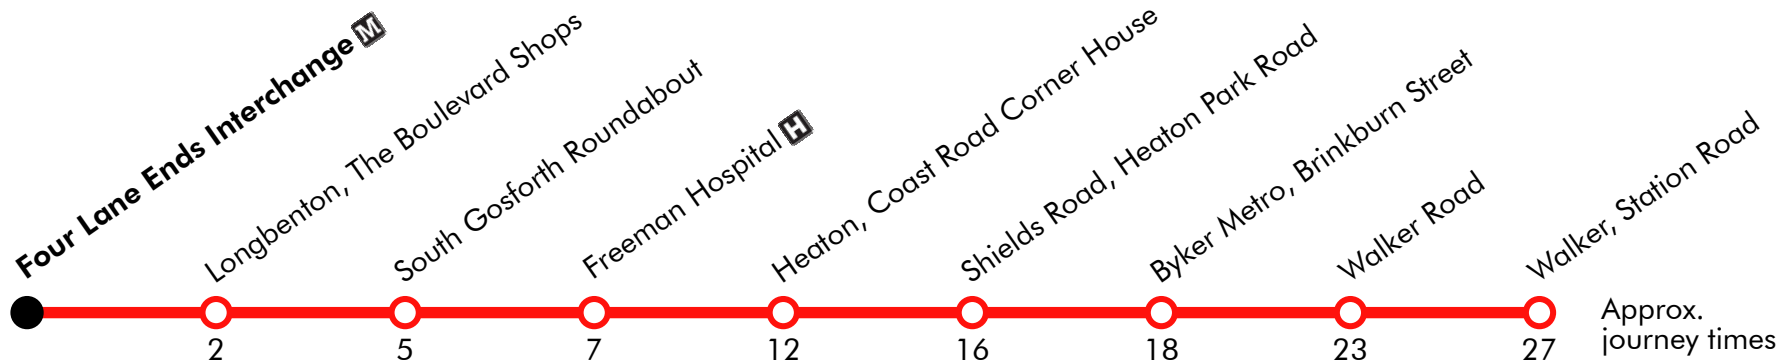 Four Lane Ends Interchange M
Longbenton, The Boulevard Shops
South Gosforth Roundabout
Freeman Hospital H
Heaton, Coast Road Corner House
Shields Road, Heaton Park Road
Byker Metro, Brinkburn Street
Walker Road
Walker, Station Road
2 5 7 12 16 18 23 27
Approx.
journey times